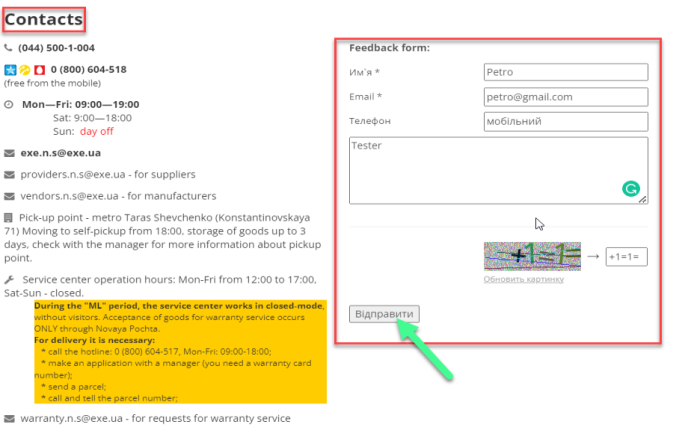 Contacts
(044) 500-1-004
0 (800) 604-518
(free from the mobile)
Mon—Fri: 09:00—19:00
Sat: 9:00—18:00
Sun: day off
exe.n.s@exe.ua
providers.n.s@exe.ua - for suppliers
vendors.n.s@exe.ua - for manufacturers
Pick-up point - metro Taras Shevchenko (Konstantinovskaya
71) Moving to self-pickup from 18:00, storage of goods up to 3
days, check with the manager for more information about pickup
point.
Service center operation hours: Mon-Fri from 12:00 to 17:00,
Sat-Sun - closed.
During the "ML" period, the service center works in closed-mode,
without visitors. Acceptance of goods for warranty service occurs
ONLY through Novaya Pochta.
For delivery it is necessary:
* call the hotline: 0 (800) 604-517, Mon-Fri: 09:00-18:00;
* make an application with a manager (you need a warranty card
number);
* send a parcel;
* call and tell the parcel number;
warranty.n.s@exe.ua - for requests for warranty service
Feedback form:
Им`я *
Petro
Email *
petro@gmail.com
Телефон
мобільний
Tester
+1=1=
→ +1=1=
Обновить картинку
Відправити